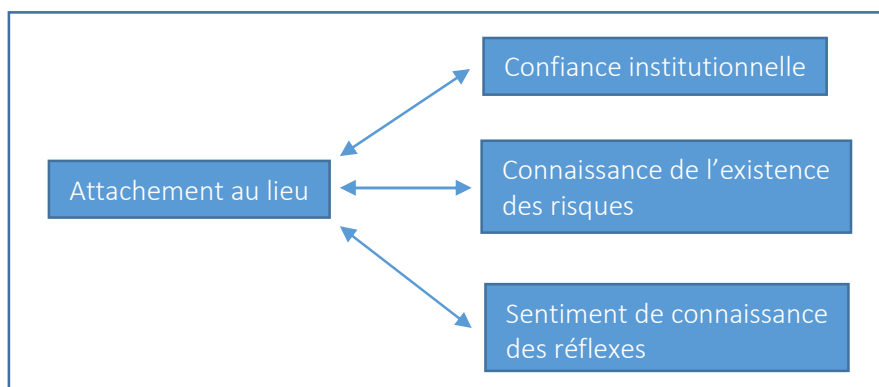 Confiance institutionnelle
Attachement au lieu
Connaissance de l’existence
des risques
Sentiment de connaissance
des réflexes